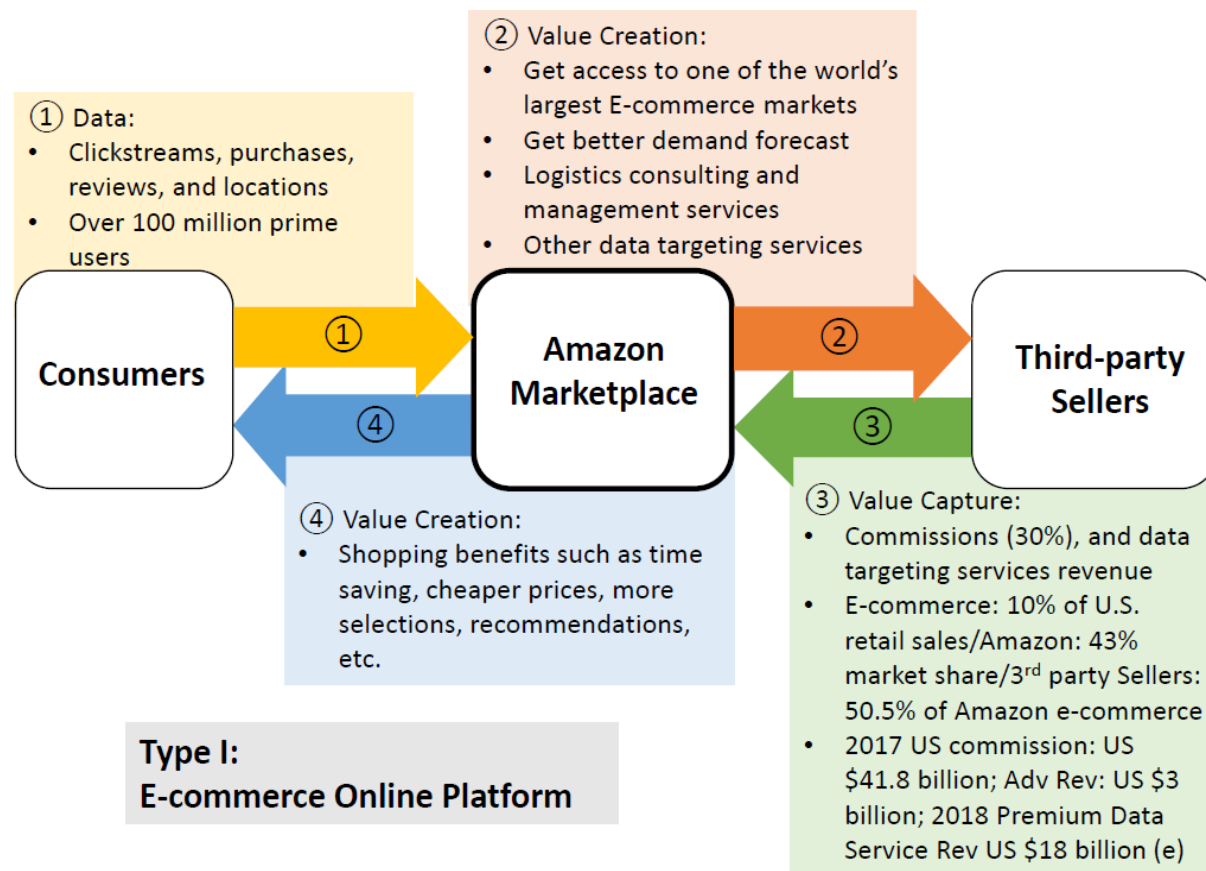 ② Value Creation:
• Get access to one of the world's
largest E-commerce markets
• Get better demand forecast
• Logistics consulting and
management services
• Other data targeting services
① Data:
• Clickstreams, purchases,
reviews, and locations
• Over 100 million prime
users
Consumers
①
④
Amazon
Marketplace
②
③
Third-party
Sellers
④ Value Creation:
• Shopping benefits such as time
saving, cheaper prices, more
selections, recommendations,
etc.
③ Value Capture:
• Commissions (30%), and data
targeting services revenue
• E-commerce: 10% of U.S.
retail sales/Amazon: 43%
market share/3rd party Sellers:
50.5% of Amazon e-commerce
• 2017 US commission: US
$41.8 billion; Adv Rev: US $3
billion; 2018 Premium Data
Service Rev US $18 billion (e)
Type I:
E-commerce Online Platform